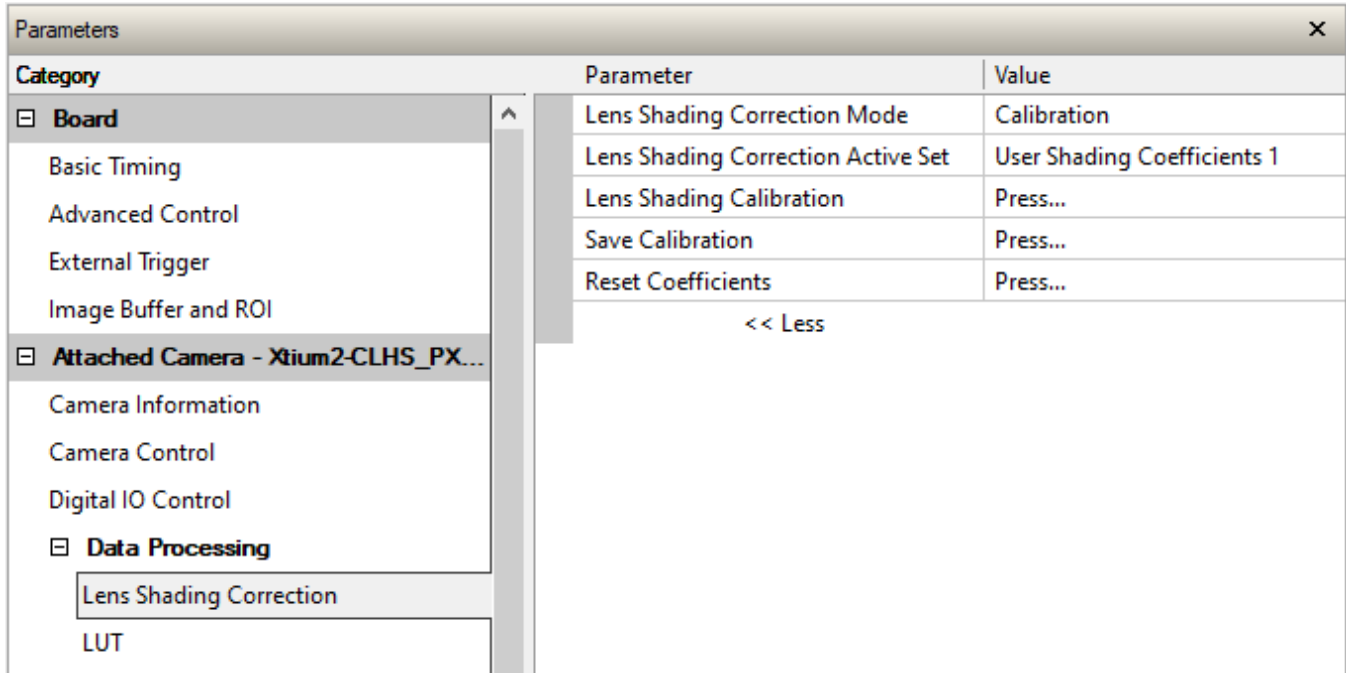 Parameters
Category
Board
Basic Timing
Advanced Control
External Trigger
Image Buffer and ROI
Attached Camera - Xtium2-CLHS_PX...
Camera Information
Camera Control
Digital IO Control
Data Processing
Lens Shading Correction
LUT
Parameter Value
Lens Shading Correction Mode Calibration
Lens Shading Correction Active Set User Shading Coefficients 1
Lens Shading Calibration Press...
Save Calibration Press...
Reset Coefficients Press...
<< Less